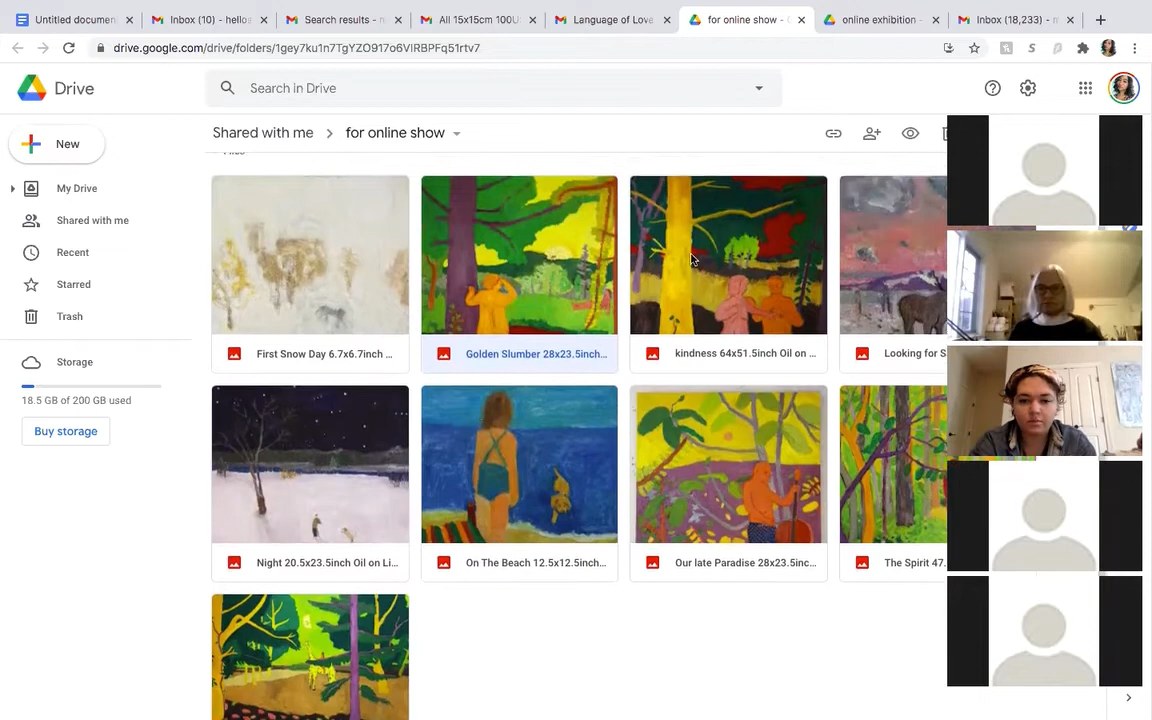 Untitled documen
Inbox (10) - hellos
Search results - n
All 15x15cm 100U
Language of Love
for online show - G
online exhibition -
Inbox (18,233) - m
drive.google.com/drive/folders/1gey7ku1n7TgYZO917o6VlRBPFq51rtv7
Drive
Search in Drive
New
Shared with me
for online show
Files
My Drive
Shared with me
Recent
Starred
Trash
Storage
18.5 GB of 200 GB used
Buy storage
First Snow Day 6.7x6.7inch ...
Golden Slumber 28x23.5inch...
kindness 64x51.5inch Oil on ...
Looking for S
Night 20.5x23.5inch Oil on Li...
On The Beach 12.5x12.5inch...
Our late Paradise 28x23.5inc...
The Spirit 47.